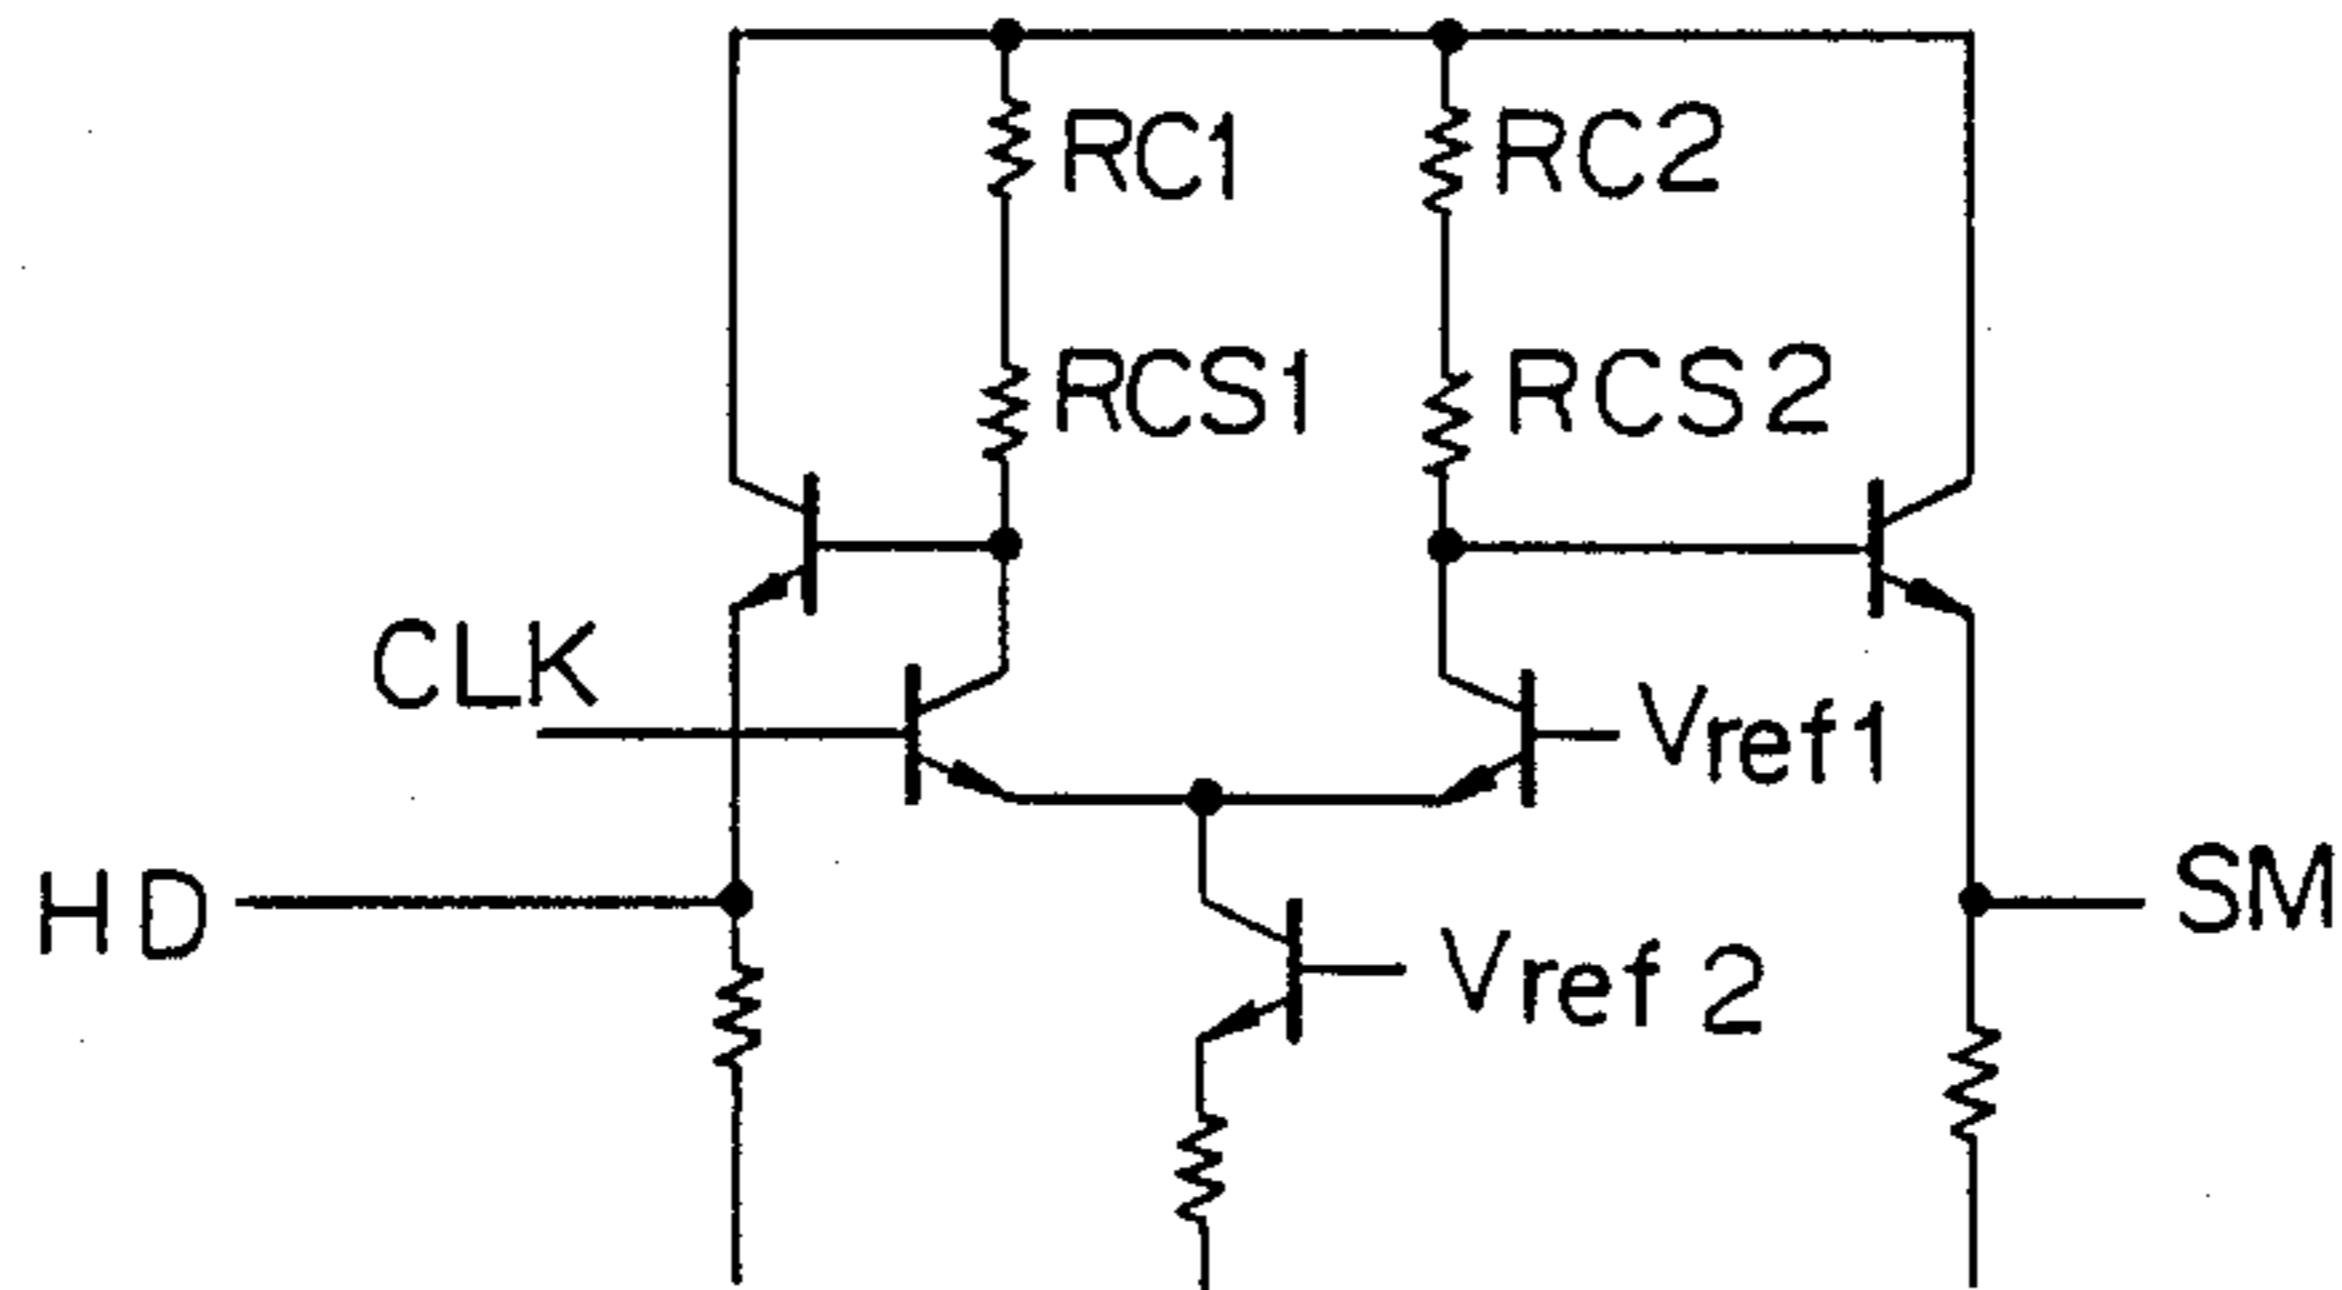 RC1
RC2
RCS1
RCS2
CLK
Vref1
HD
SM
Vref 2